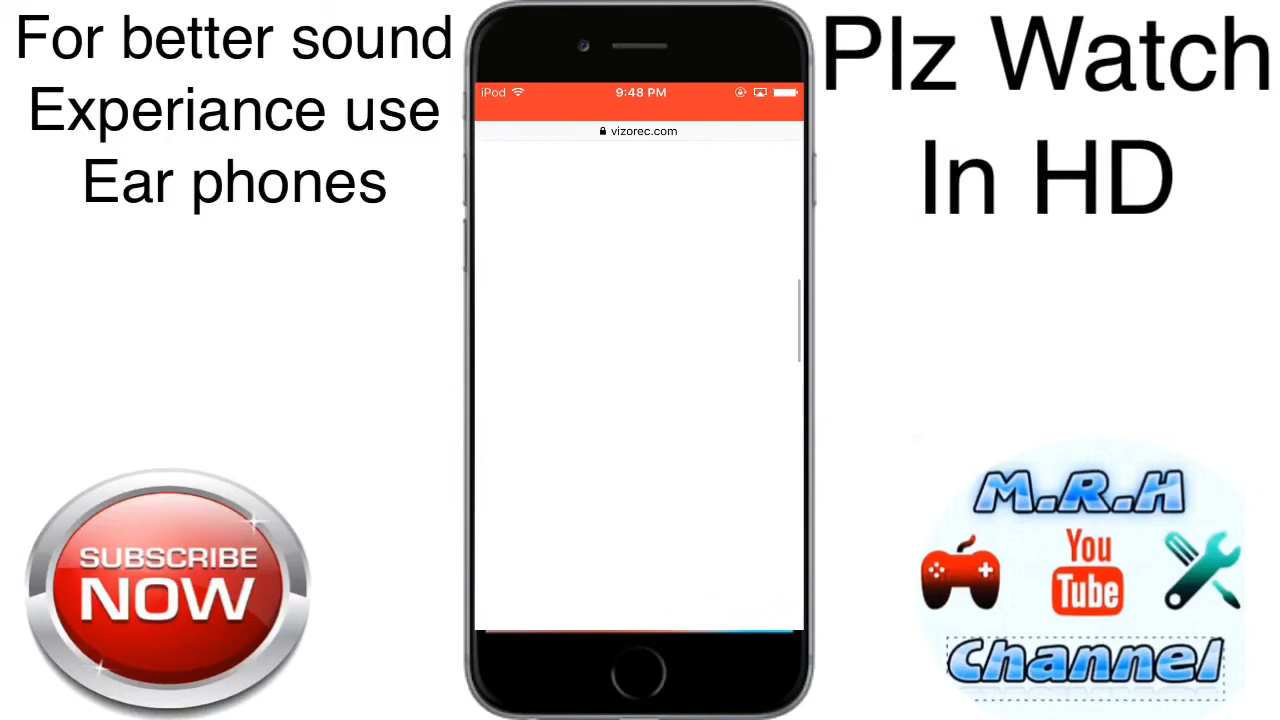 For better sound
Experiance use
Ear phones
iPod 9:48 PM
vizorec.com
Plz Watch
In HD
SUBSCRIBE
NOW
M.R.H
You
Tube
Channel